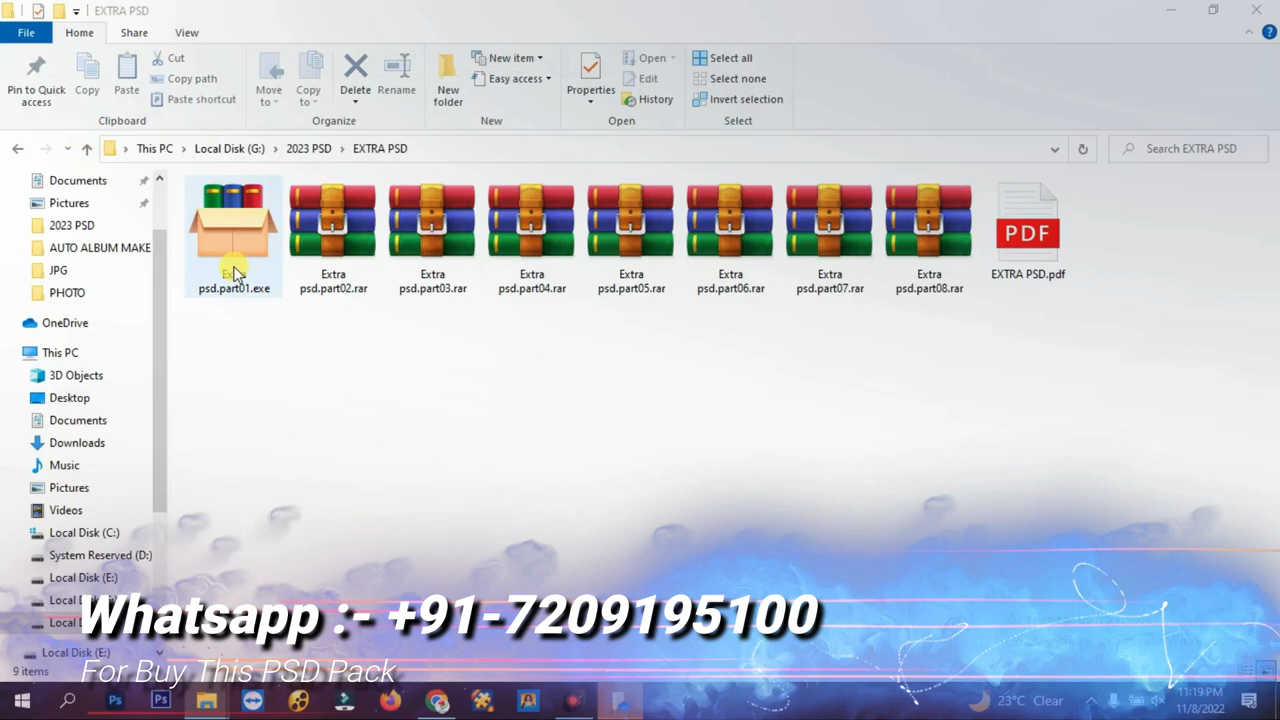 EXTRA PSD
File
Home
Share
View
Pin to Quick
access
Copy
Paste
Cut
Copy path
Paste shortcut
Clipboard
Move
to
Copy
to
Delete
Rename
Organize
New
folder
New item
Easy access
New
Properties
Open
Edit
History
Open
Select all
Select none
Invert selection
Select
This PC
Local Disk (G:)
2023 PSD
EXTRA PSD
Search EXTRA PSD
Documents
Pictures
2023 PSD
AUTO ALBUM MAKE
JPG
PHOTO
OneDrive
This PC
3D Objects
Desktop
Documents
Downloads
Music
Pictures
Videos
Local Disk (C:)
System Reserved (D:)
Local Disk (E:)
Local Disk (E:)
9 items
psd.part01.exe
Extra
psd.part02.rar
Extra
psd.part03.rar
Extra
psd.part04.rar
Extra
psd.part05.rar
Extra
psd.part06.rar
Extra
psd.part07.rar
Extra
psd.part08.rar
PDF
EXTRA PSD.pdf
Whatsapp :- +91-7209195100
For Buy This PSD Pack
Ps
Ps
23°C Clear
11:19 PM
11/8/2022